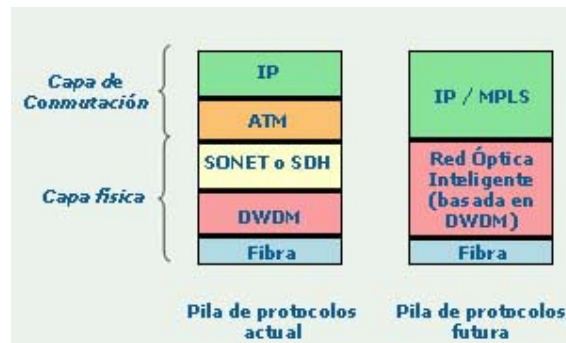 Capa de
Conmutación
Capa física
IP
ATM
SONET o SDH
DWDM
Fibra
Pila de protocolos
actual
IP / MPLS
Red Óptica
Inteligente
(basada en
DWDM)
Fibra
Pila de protocolos
futura